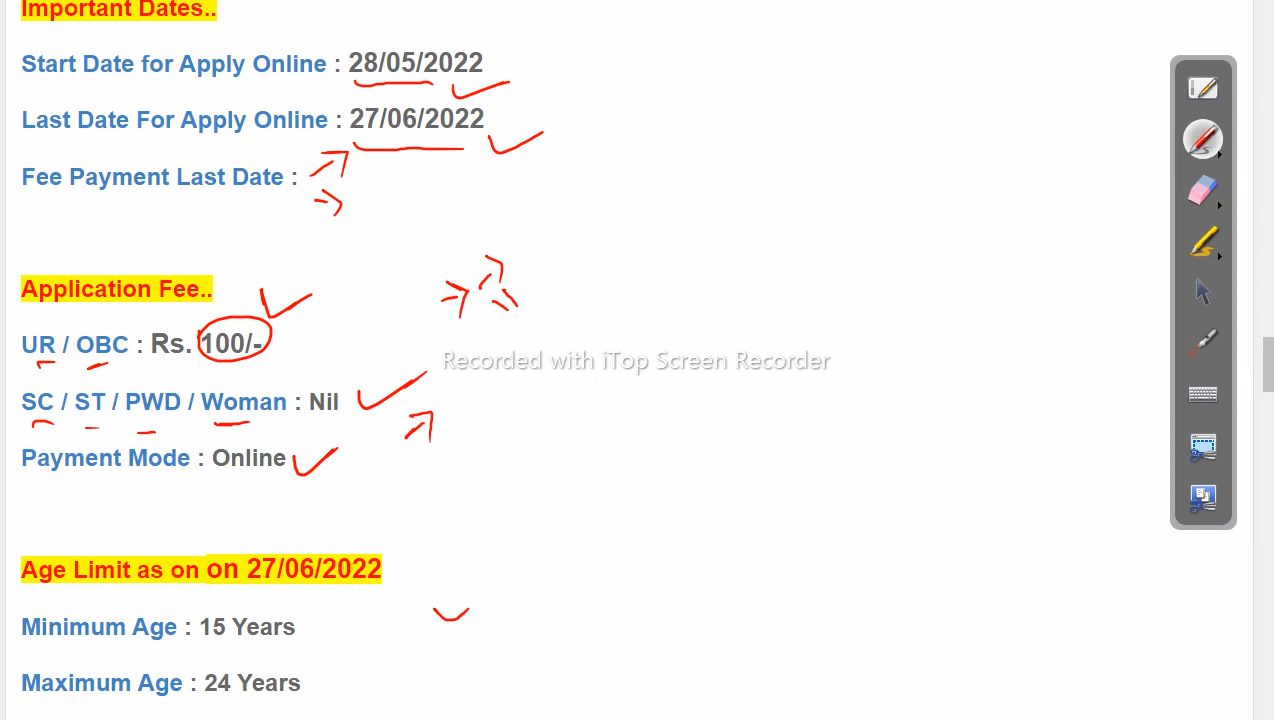 Important Dates..
Start Date for Apply Online : 28/05/2022
Last Date For Apply Online : 27/06/2022
Fee Payment Last Date :
Application Fee..
UR / OBC : Rs. 100/-
Recorded with iTop Screen Recorder
SC / ST / PWD / Woman : Nil
Payment Mode : Online
Age Limit as on on 27/06/2022
Minimum Age : 15 Years
Maximum Age : 24 Years